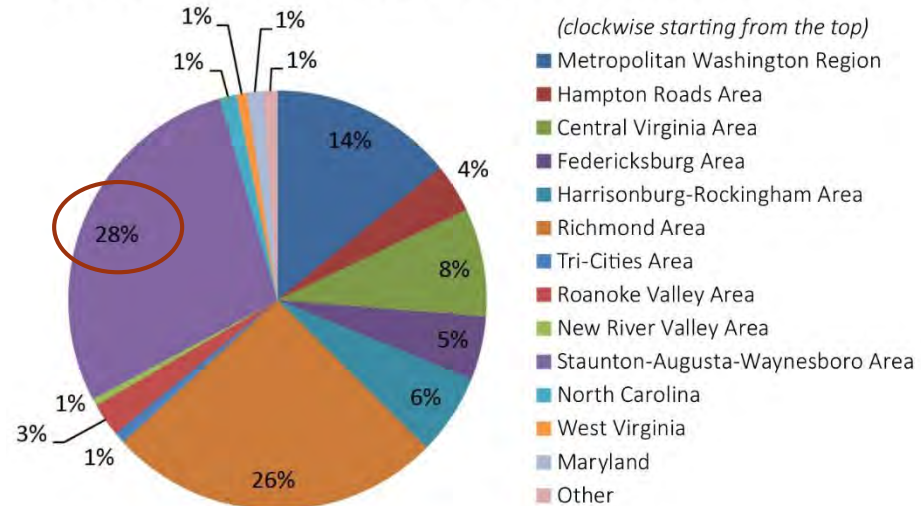 1%
1%
1%
1%
14%
4%
8%
5%
6%
26%
1%
3%
1%
28%
(clockwise starting from the top)
Metropolitan Washington Region
Hampton Roads Area
Central Virginia Area
Federicksburg Area
Harrisonburg-Rockingham Area
Richmond Area
Tri-Cities Area
Roanoke Valley Area
New River Valley Area
Staunton-Augusta-Waynesboro Area
North Carolina
West Virginia
Maryland
Other